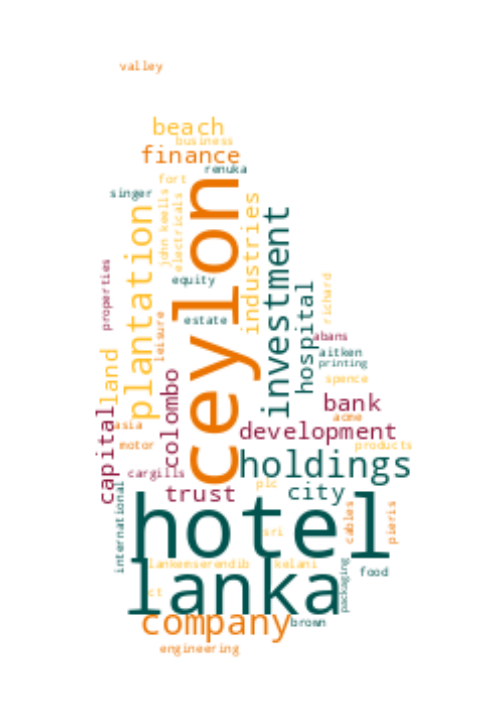 valley
beach
business
finance
renuka
fort
singer
john keells
electricals
ceylon
plantation
industries
investment
equity
properties
estate
leisure
hospital
richard
abans
aitken
printing
spence
land
colombo
capital
bank
acme
asia
development
motor
products
cargills
holdings
trust
plc
city
international
hotel
sri
cables
pieris
lankem
serendib
kelani
food
packaging
ct
lanka
company
brown
engineering